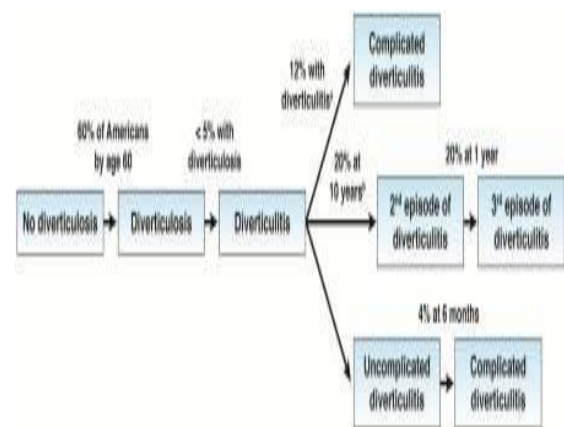 Complicated
diverticulitis
12% with
diverticulitisᵃ
60% of Americans
by age 60
< 5% with
diverticulosis
20% at
10 yearsᵇ
20% at 1 year
No diverticulosis
Diverticulosis
Diverticulitis
2nd episode of
diverticulitis
3rd episode of
diverticulitis
4% at 6 months
Uncomplicated
diverticulitis
Complicated
diverticulitis